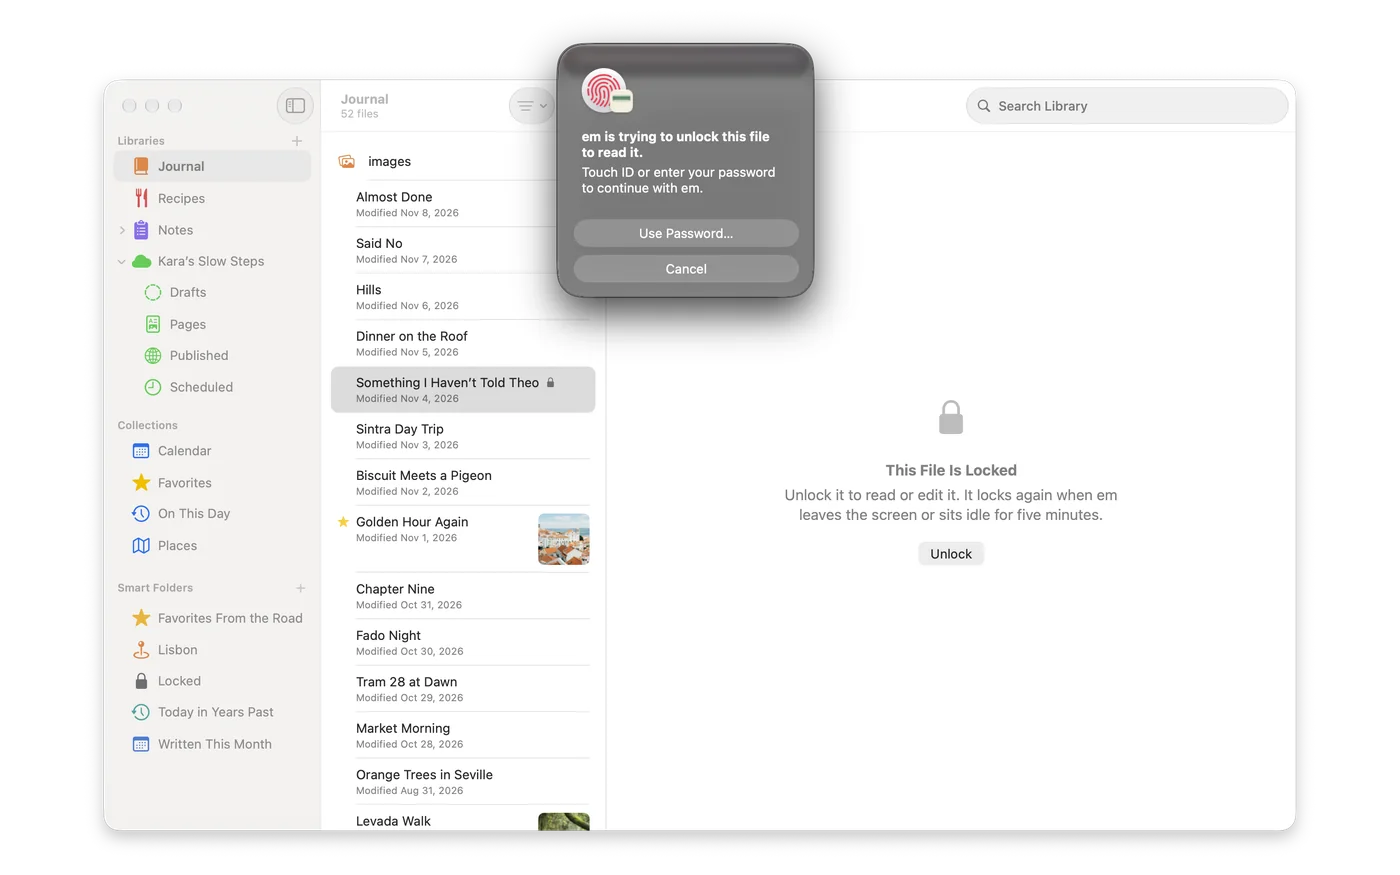 Libraries
Journal
Recipes
Notes
Kara's Slow Steps
Drafts
Pages
Published
Scheduled
Collections
Calendar
Favorites
On This Day
Places
Smart Folders
Favorites From the Road
Lisbon
Locked
Today in Years Past
Written This Month
Journal
52 files
images
Almost Done
Modified Nov 8, 2026
Said No
Modified Nov 7, 2026
Hills
Modified Nov 6, 2026
Dinner on the Roof
Modified Nov 5, 2026
Something I Haven't Told Theo
Modified Nov 4, 2026
Sintra Day Trip
Modified Nov 3, 2026
Biscuit Meets a Pigeon
Modified Nov 2, 2026
Golden Hour Again
Modified Nov 1, 2026
Chapter Nine
Modified Oct 31, 2026
Fado Night
Modified Oct 30, 2026
Tram 28 at Dawn
Modified Oct 29, 2026
Market Morning
Modified Oct 28, 2026
Orange Trees in Seville
Modified Aug 31, 2026
Levada Walk
em is trying to unlock this file
to read it.
Touch ID or enter your password
to continue with em.
Use Password...
Cancel
Search Library
This File Is Locked
Unlock it to read or edit it. It locks again when em
leaves the screen or sits idle for five minutes.
Unlock